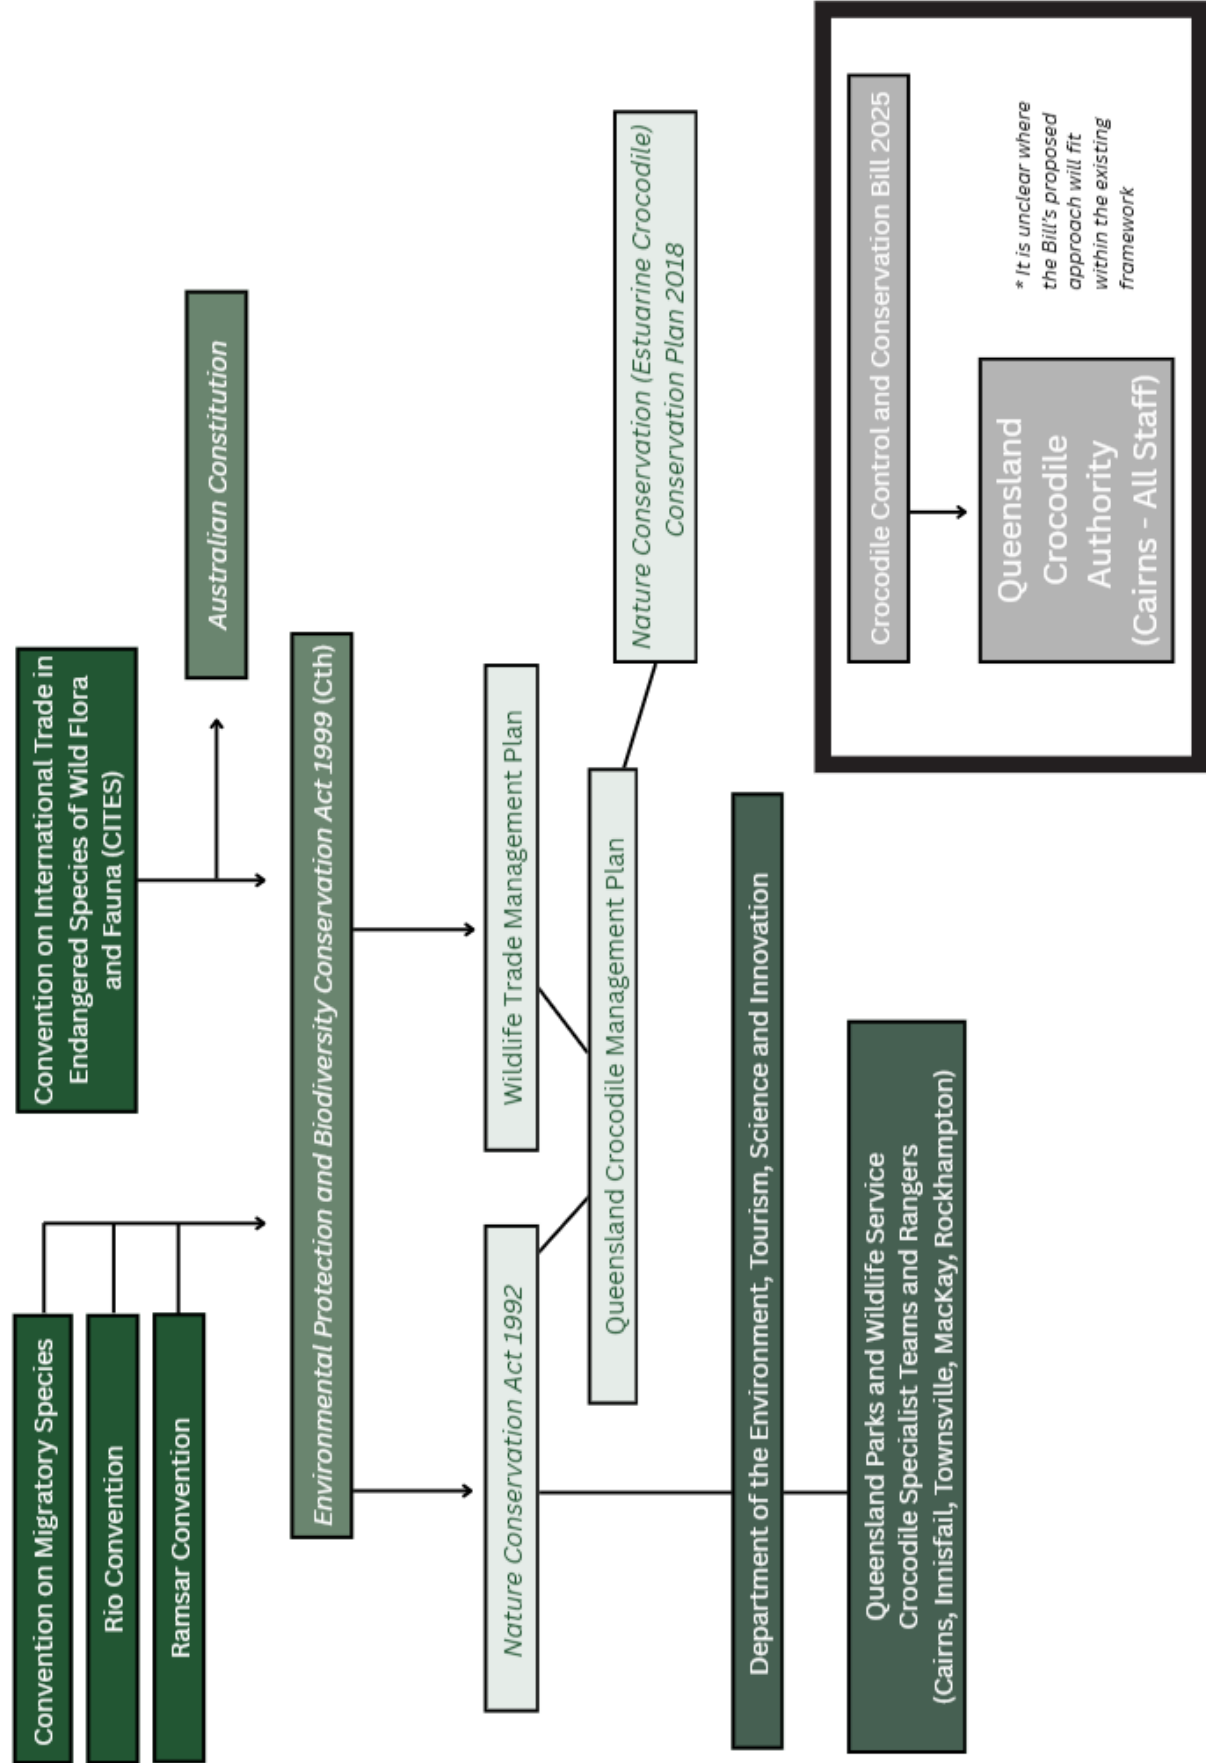 Convention on Migratory Species
Rio Convention
Ramsar Convention
Convention on International Trade in
Endangered Species of Wild Flora
and Fauna (CITES)
Australian Constitution
Environmental Protection and Biodiversity Conservation Act 1999 (Cth)
Nature Conservation Act 1992
Wildlife Trade Management Plan
Queensland Crocodile Management Plan
Nature Conservation (Estuarine Crocodile)
Conservation Plan 2018
Department of the Environment, Tourism, Science and Innovation
Queensland Parks and Wildlife Service
Crocodile Specialist Teams and Rangers
(Cairns, Innisfail, Townsville, MacKay, Rockhampton)
Crocodile Control and Conservation Bill 2025
Queensland
Crocodile
Authority
(Cairns - All Staff)
* It is unclear where
the Bill's proposed
approach will fit
within the existing
framework